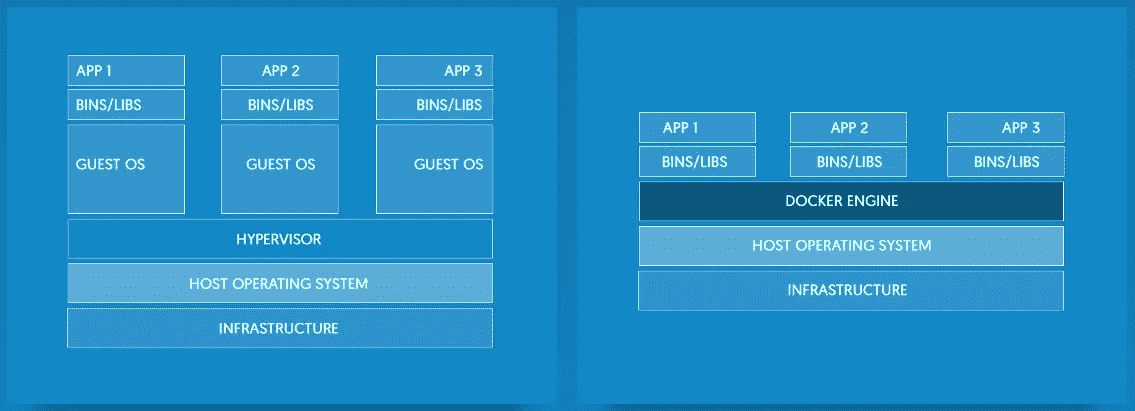 APP 1
APP 2
APP 3
BINS/LIBS
BINS/LIBS
BINS/LIBS
GUEST OS
GUEST OS
GUEST OS
HYPERVISOR
HOST OPERATING SYSTEM
INFRASTRUCTURE
APP 1
APP 2
APP 3
BINS/LIBS
BINS/LIBS
BINS/LIBS
DOCKER ENGINE
HOST OPERATING SYSTEM
INFRASTRUCTURE